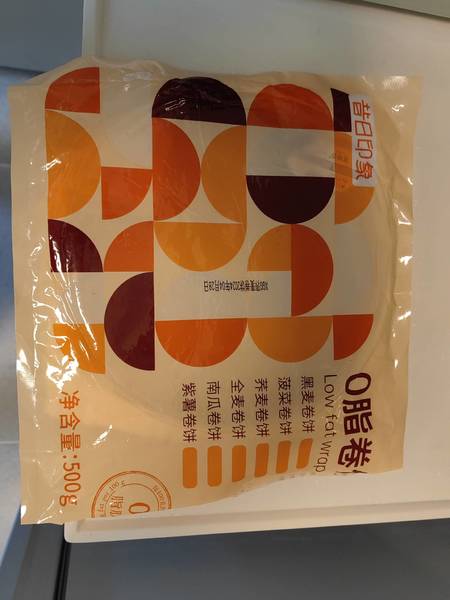 昔日印象
0脂卷
Low fat wrap
黑麦卷饼
菠菜卷饼
荞麦卷饼
全麦卷饼
南瓜卷饼
紫薯卷饼
净含量:500g